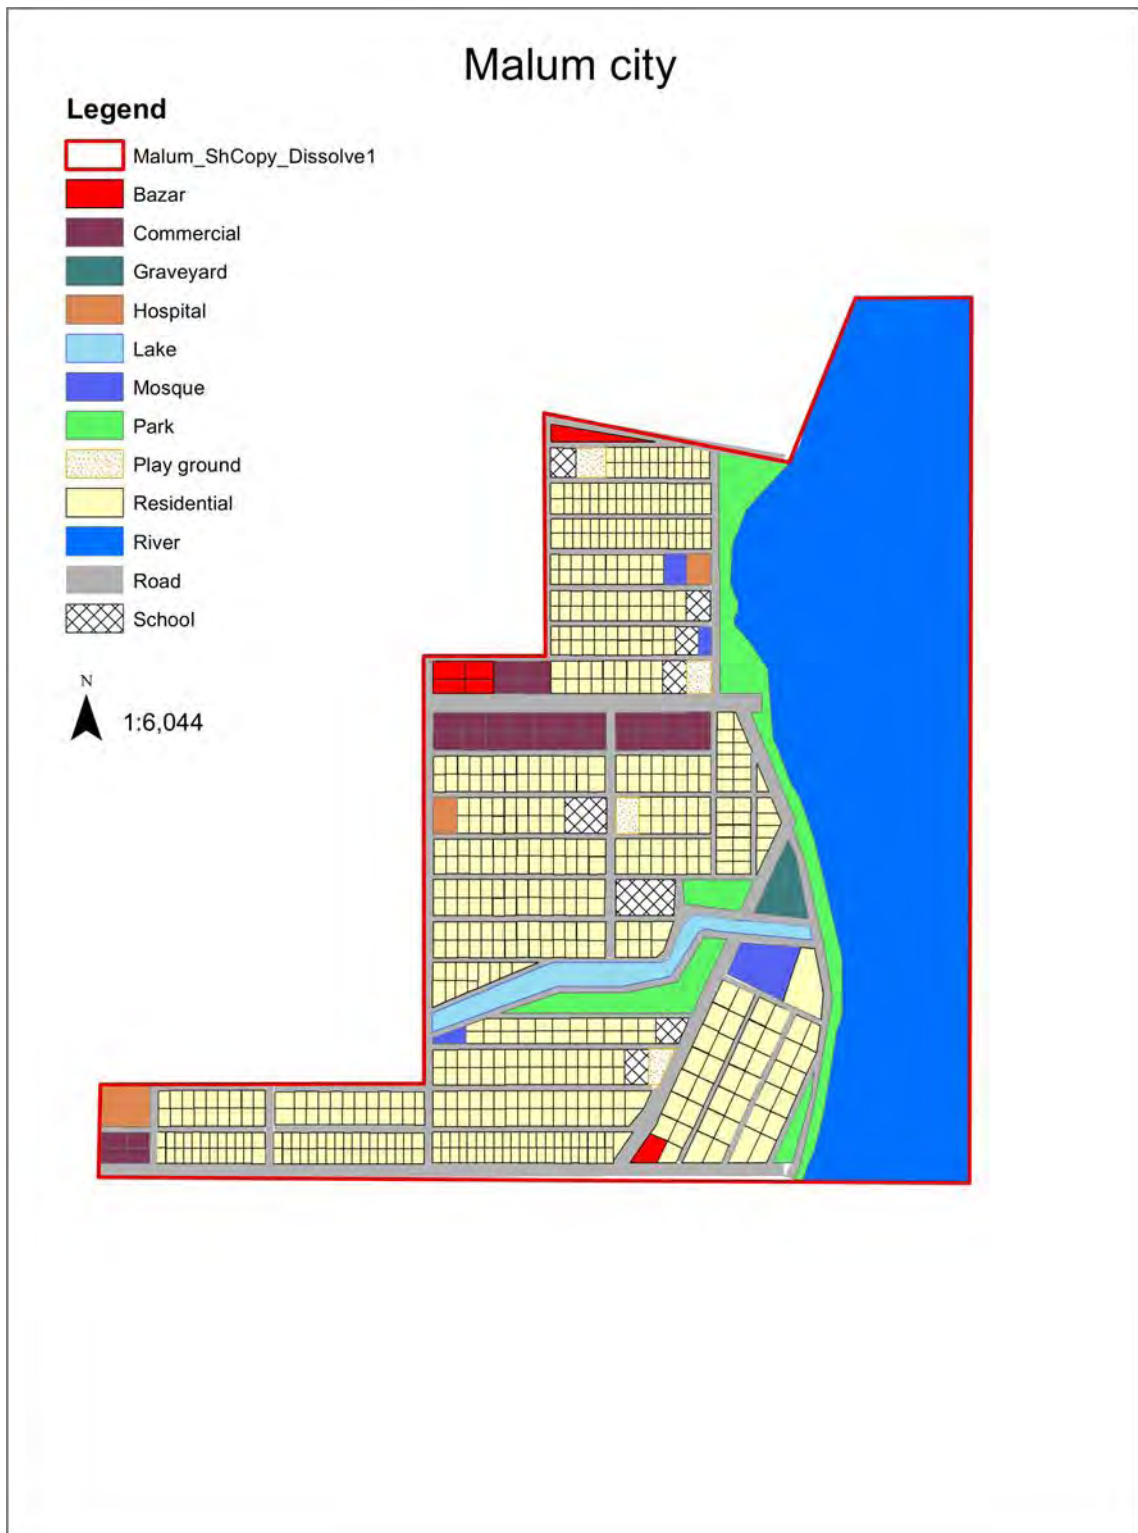 Malum city
Legend
Malum_ShCopy_Dissolve1
Bazar
Commercial
Graveyard
Hospital
Lake
Mosque
Park
Play ground
Residential
River
Road
School
N
1:6,044